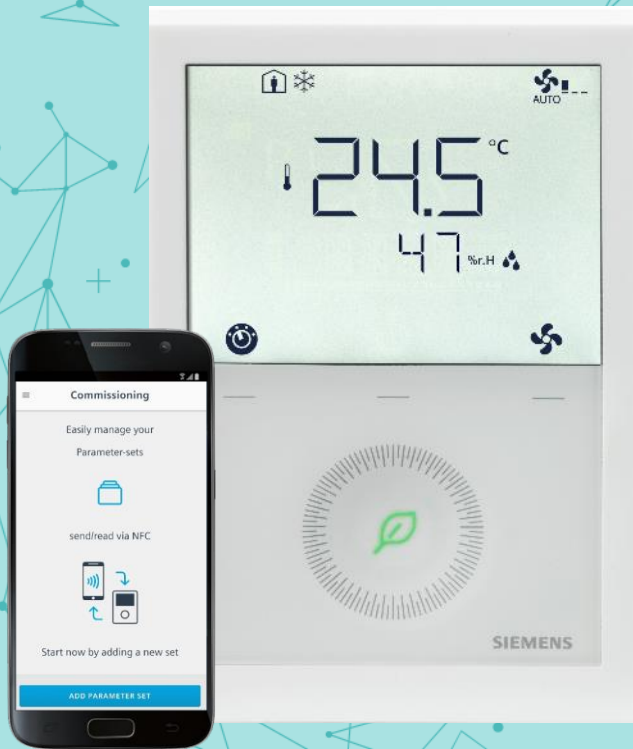 AUTO
24.5 °C
47 %r.H
Commissioning
Easily manage your
Parameter-sets
send/read via NFC
Start now by adding a new set
ADD PARAMETER SET
SIEMENS